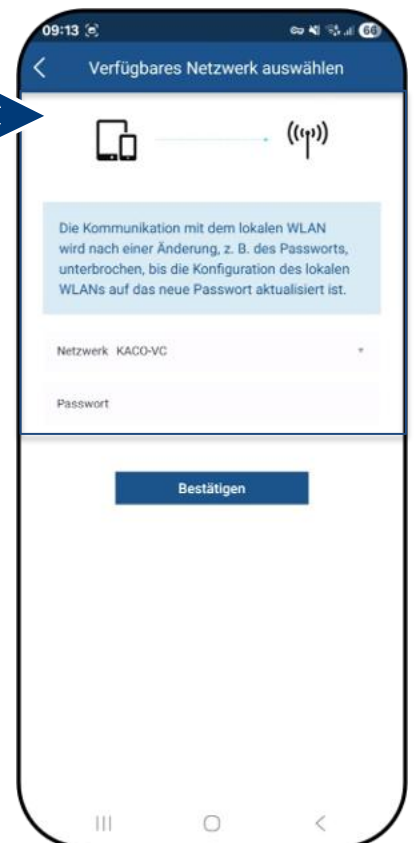 09:13
66
Verfügbares Netzwerk auswählen
Die Kommunikation mit dem lokalen WLAN
wird nach einer Änderung, z. B. des Passworts,
unterbrochen, bis die Konfiguration des lokalen
WLANs auf das neue Passwort aktualisiert ist.
Netzwerk KACO-VC
Passwort
Bestätigen